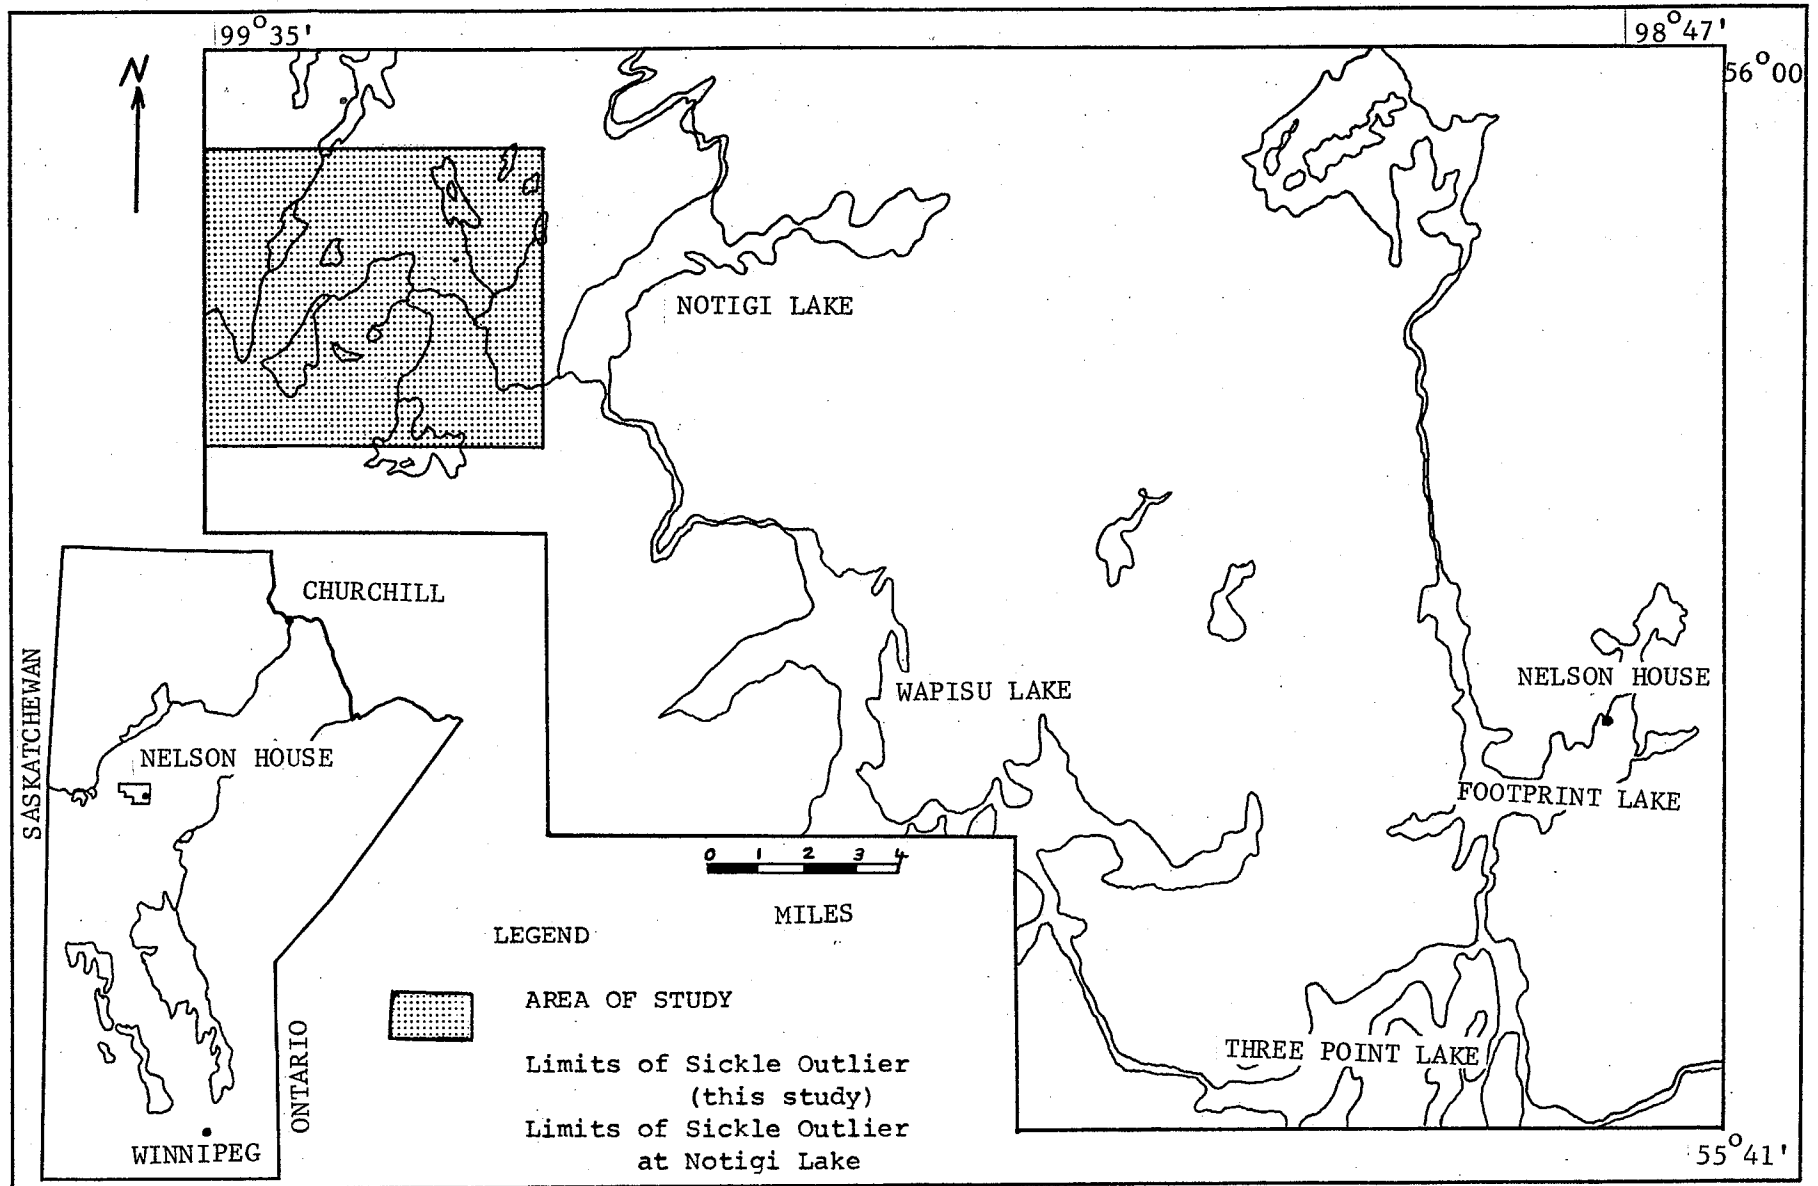 99°35'
98°47'
N
56°00
NOTIGI LAKE
CHURCHILL
SASKATCHEWAN
NELSON HOUSE
WAPISU LAKE
NELSON HOUSE
FOOTPRINT LAKE
0 1 2 3 4
MILES
LEGEND
AREA OF STUDY
Limits of Sickle Outlier
(this study)
Limits of Sickle Outlier
at Notigi Lake
THREE POINT LAKE
ONTARIO
WINNIPEG
55°41'